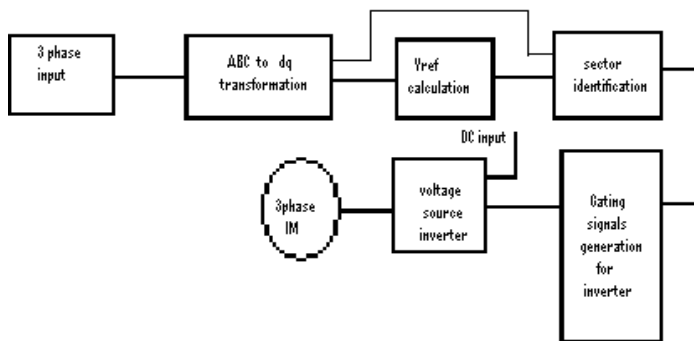 3 phase
input
ABC to dq
transformation
Vref
calculation
sector
identification
DC input
3phase
IM
voltage
source
inverter
Gating
signals
generation
for
inverter